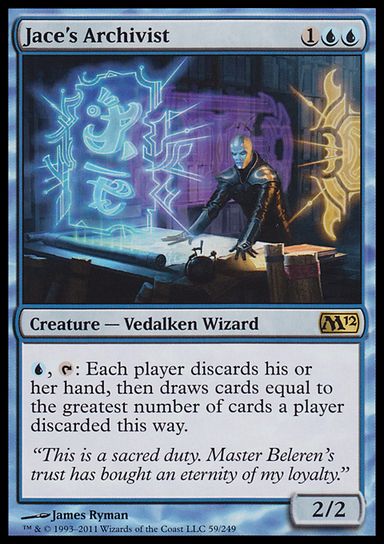 Jace's Archivist 1
Creature — Vedalken Wizard M12
, : Each player discards his or
her hand, then draws cards equal to
the greatest number of cards a player
discarded this way.
"This is a sacred duty. Master Beleren's
trust has bought an eternity of my loyalty."
James Ryman
2/2
™ & © 1993–2011 Wizards of the Coast LLC 59/249